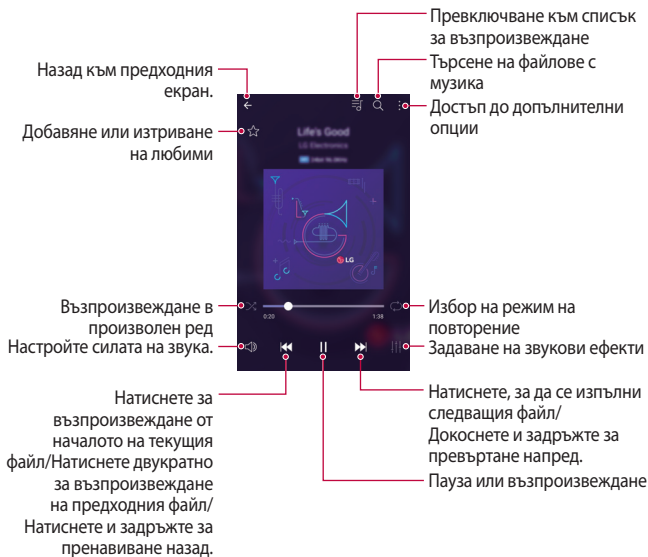 Превключване към списък
за възпроизвеждане
Назад към предходния
екран.
Търсене на файлове с
музика
Достъп до допълнителни
опции
Добавяне или изтриване
на любими
Life's Good
LG Electronics
LG
Възпроизвеждане в
произволен ред
0:20
1:38
Избор на режим на
повторение
Настройте силата на звука.
Задаване на звукови ефекти
Натиснете за
възпроизвеждане от
началото на текущия
файл/Натиснете двукратно
за възпроизвеждане
на предходния файл/
Натиснете и задръжте за
пренавиване назад.
Натиснете, за да се изпълни
следващия файл/
Докоснете и задръжте за
превъртане напред.
Пауза или възпроизвеждане